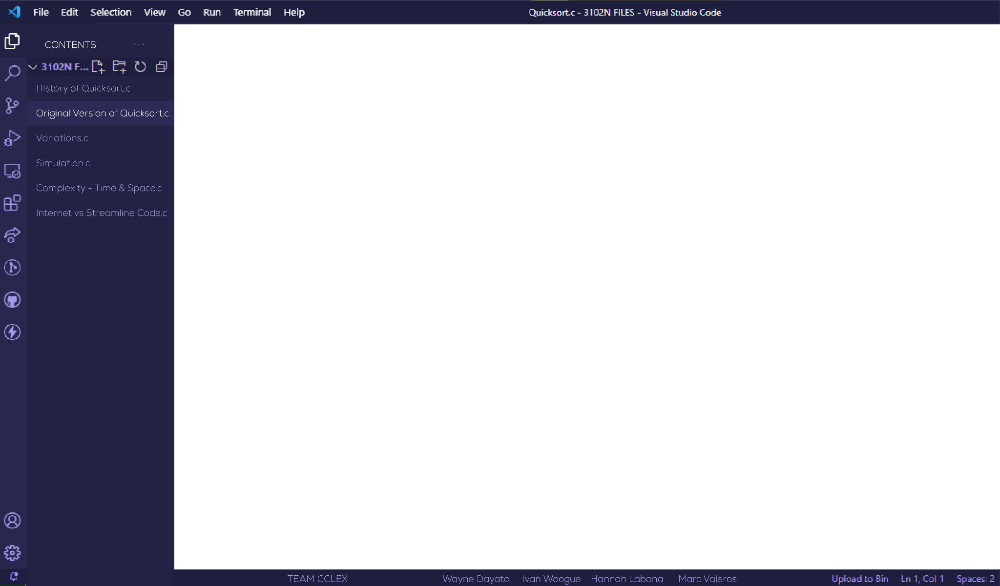 File Edit Selection View Go Run Terminal Help
Quicksort.c - 3102N FILES - Visual Studio Code
CONTENTS ...
3102N F...
History of Quicksort.c
Original Version of Quicksort.c
Variations.c
Simulation.c
Complexity - Time & Space.c
Internet vs Streamline Code.c
TEAM CCLEX
Wayne Dayata Ivan Woogue Hannah Labana Marc Valeros
Upload to Bin Ln 1, Col 1 Spaces: 2